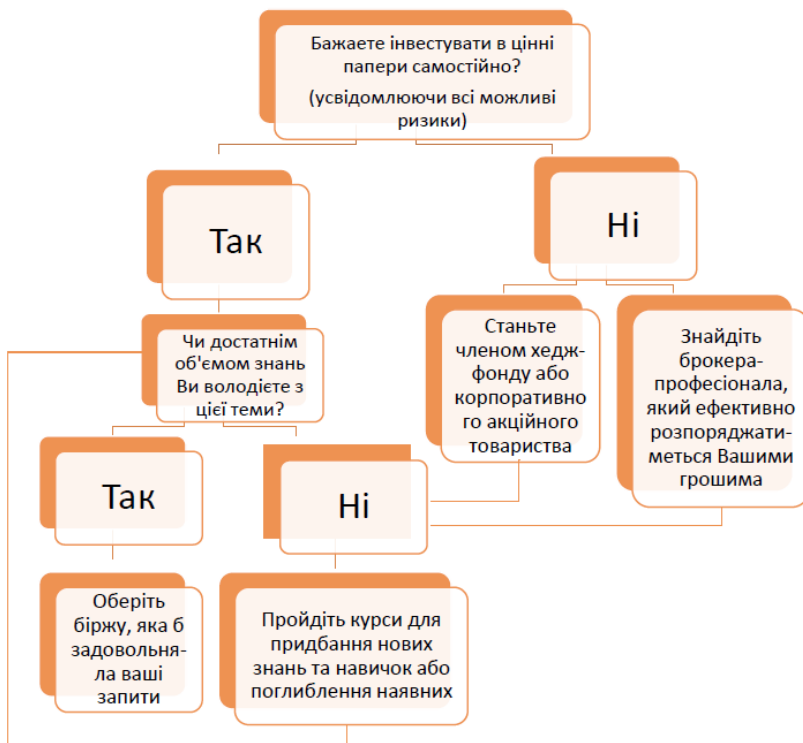 Бажаєте інвестувати в цінні
папери самостійно?
(усвідомлюючи всі можливі
ризики)
Так
Ні
Чи достатнім
об'ємом знань
Ви володієте з
цієї теми?
Станьте
членом хедж-
фонду або
корпоративно
го акційного
товариства
Знайдіть
брокера-
професіонала,
який ефективно
розпоряджати-
меться Вашими
грошима
Так
Ні
Оберіть
біржу, яка б
задовольня-
ла ваші
запити
Пройдіть курси для
придбання нових
знань та навичок або
поглиблення наявних